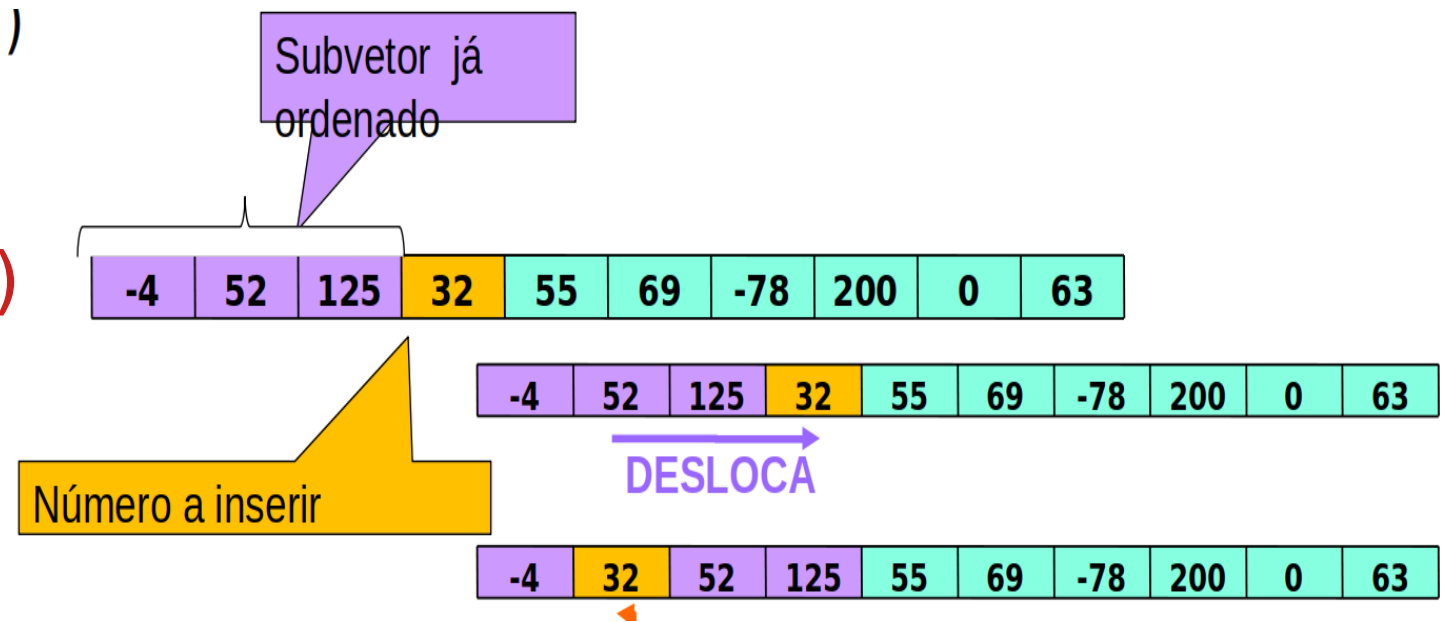 )
Subvetor já
ordenado
)
-4 52 125 32 55 69 -78 200 0 63
-4 52 125 32 55 69 -78 200 0 63
DESLOCA
Número a inserir
-4 32 52 125 55 69 -78 200 0 63